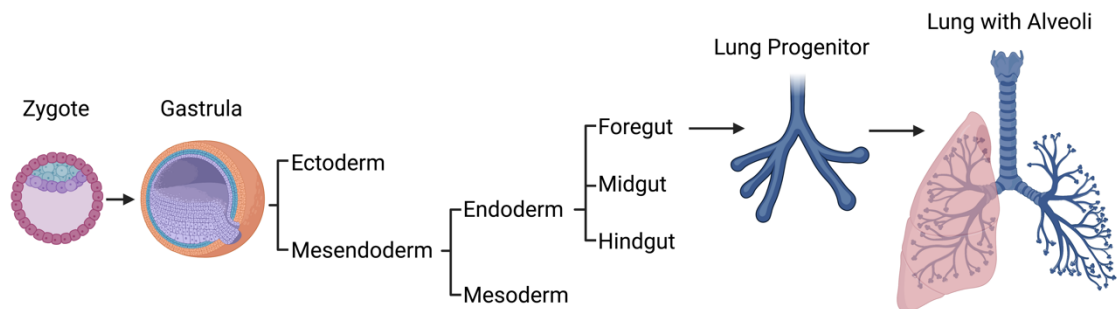 Zygote
Gastrula
Ectoderm
Mesendoderm
Endoderm
Mesoderm
Foregut
Midgut
Hindgut
Lung Progenitor
Lung with Alveoli